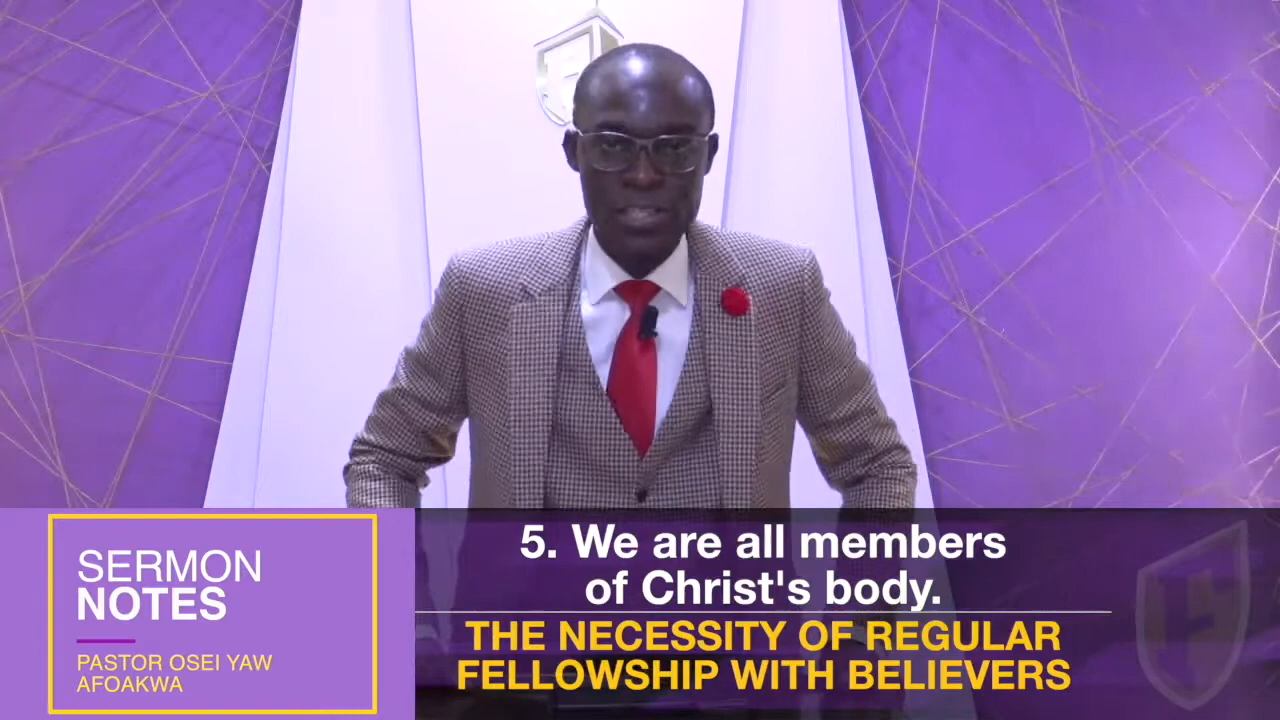 SERMON
NOTES
PASTOR OSEI YAW
AFOAKWA
5. We are all members
of Christ's body.
THE NECESSITY OF REGULAR
FELLOWSHIP WITH BELIEVERS
F